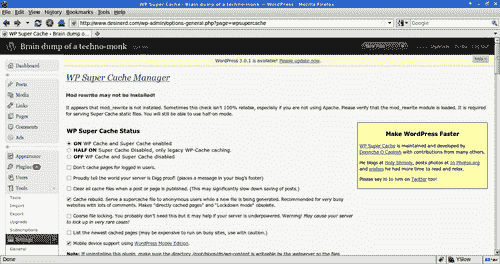 WP Super Cache - Brain dump of a techno-monk — WordPress - Mozilla Firefox
File Edit View History Bookmarks Tools Help
http://www.desinerd.com/wp-admin/options-general.php?page=wpsupercache
Google
WP Super Cache - Brain dump o...
Brain dump of a techno-monk
WordPress 3.0.1 is available! Please update now.
Help
Dashboard
Posts
Media
Links
Pages
Comments
Ads
Appearance
Plugins
Users
Tools
Tools
Import
Export
Upgrade
Subscriptions
Settings
General
WP Super Cache Manager
Mod rewrite may not be installed!
It appears that mod_rewrite is not installed. Sometimes this check isn't 100% reliable, especially if you are not using Apache. Please verify that the mod_rewrite module is loaded. It is required
for serving Super Cache static files. You will still be able to use half-on mode.
WP Super Cache Status
ON WP Cache and Super Cache enabled
HALF ON Super Cache Disabled, only legacy WP-Cache caching.
OFF WP Cache and Super Cache disabled
Don't cache pages for logged in users.
Proudly tell the world your server is Digg proof! (places a message in your blog's footer)
Clear all cache files when a post or page is published. (This may significantly slow down saving of posts.)
Cache rebuild. Serve a supercache file to anonymous users while a new file is being generated. Recommended for very busy
websites with lots of comments. Makes "directly cached pages" and "Lockdown mode" obsolete.
Coarse file locking. You probably don't need this but it may help if your server is underpowered. Warning! May cause your server
to lock up in very rare cases!
List the newest cached pages (may be expensive to run on busy sites, use with caution.)
Mobile device support using WordPress Mobile Edition.
Make WordPress Faster
WP Super Cache is maintained and developed by
Donncha O Caoimh with contributions from many others.
He blogs at Holy Shmoly, posts photos at In Photos.org
and wishes he had more time to read and relax.
Please say hi to him on Twitter too!
Done
YSlow